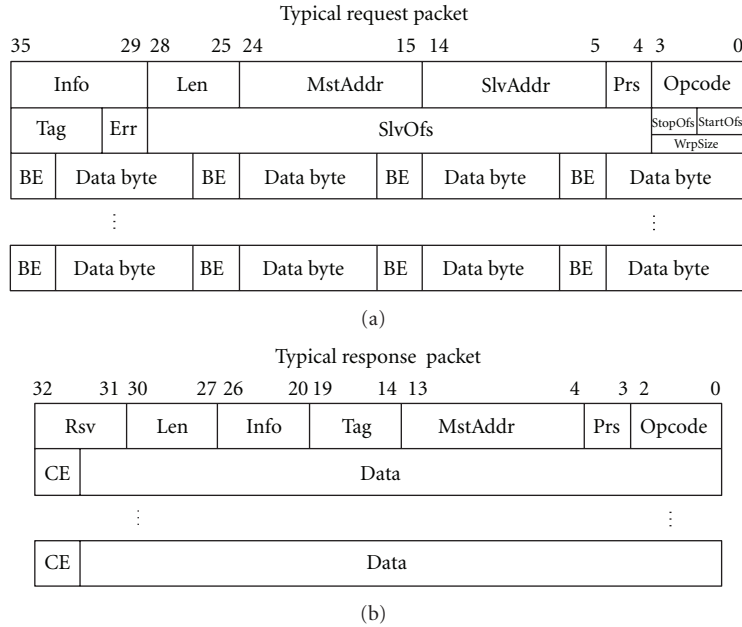 Typical request packet
35 29 28 25 24 15 14 5 4 3 0
Info Len MstAddr SlvAddr Prs Opcode
Tag Err SlvOfs StopOfs StartOfs
WrpSize
BE Data byte BE Data byte BE Data byte BE Data byte
⋮ ⋮
BE Data byte BE Data byte BE Data byte BE Data byte
(a)
Typical response packet
32 31 30 27 26 20 19 14 13 4 3 2 0
Rsv Len Info Tag MstAddr Prs Opcode
CE Data
⋮ ⋮
CE Data
(b)